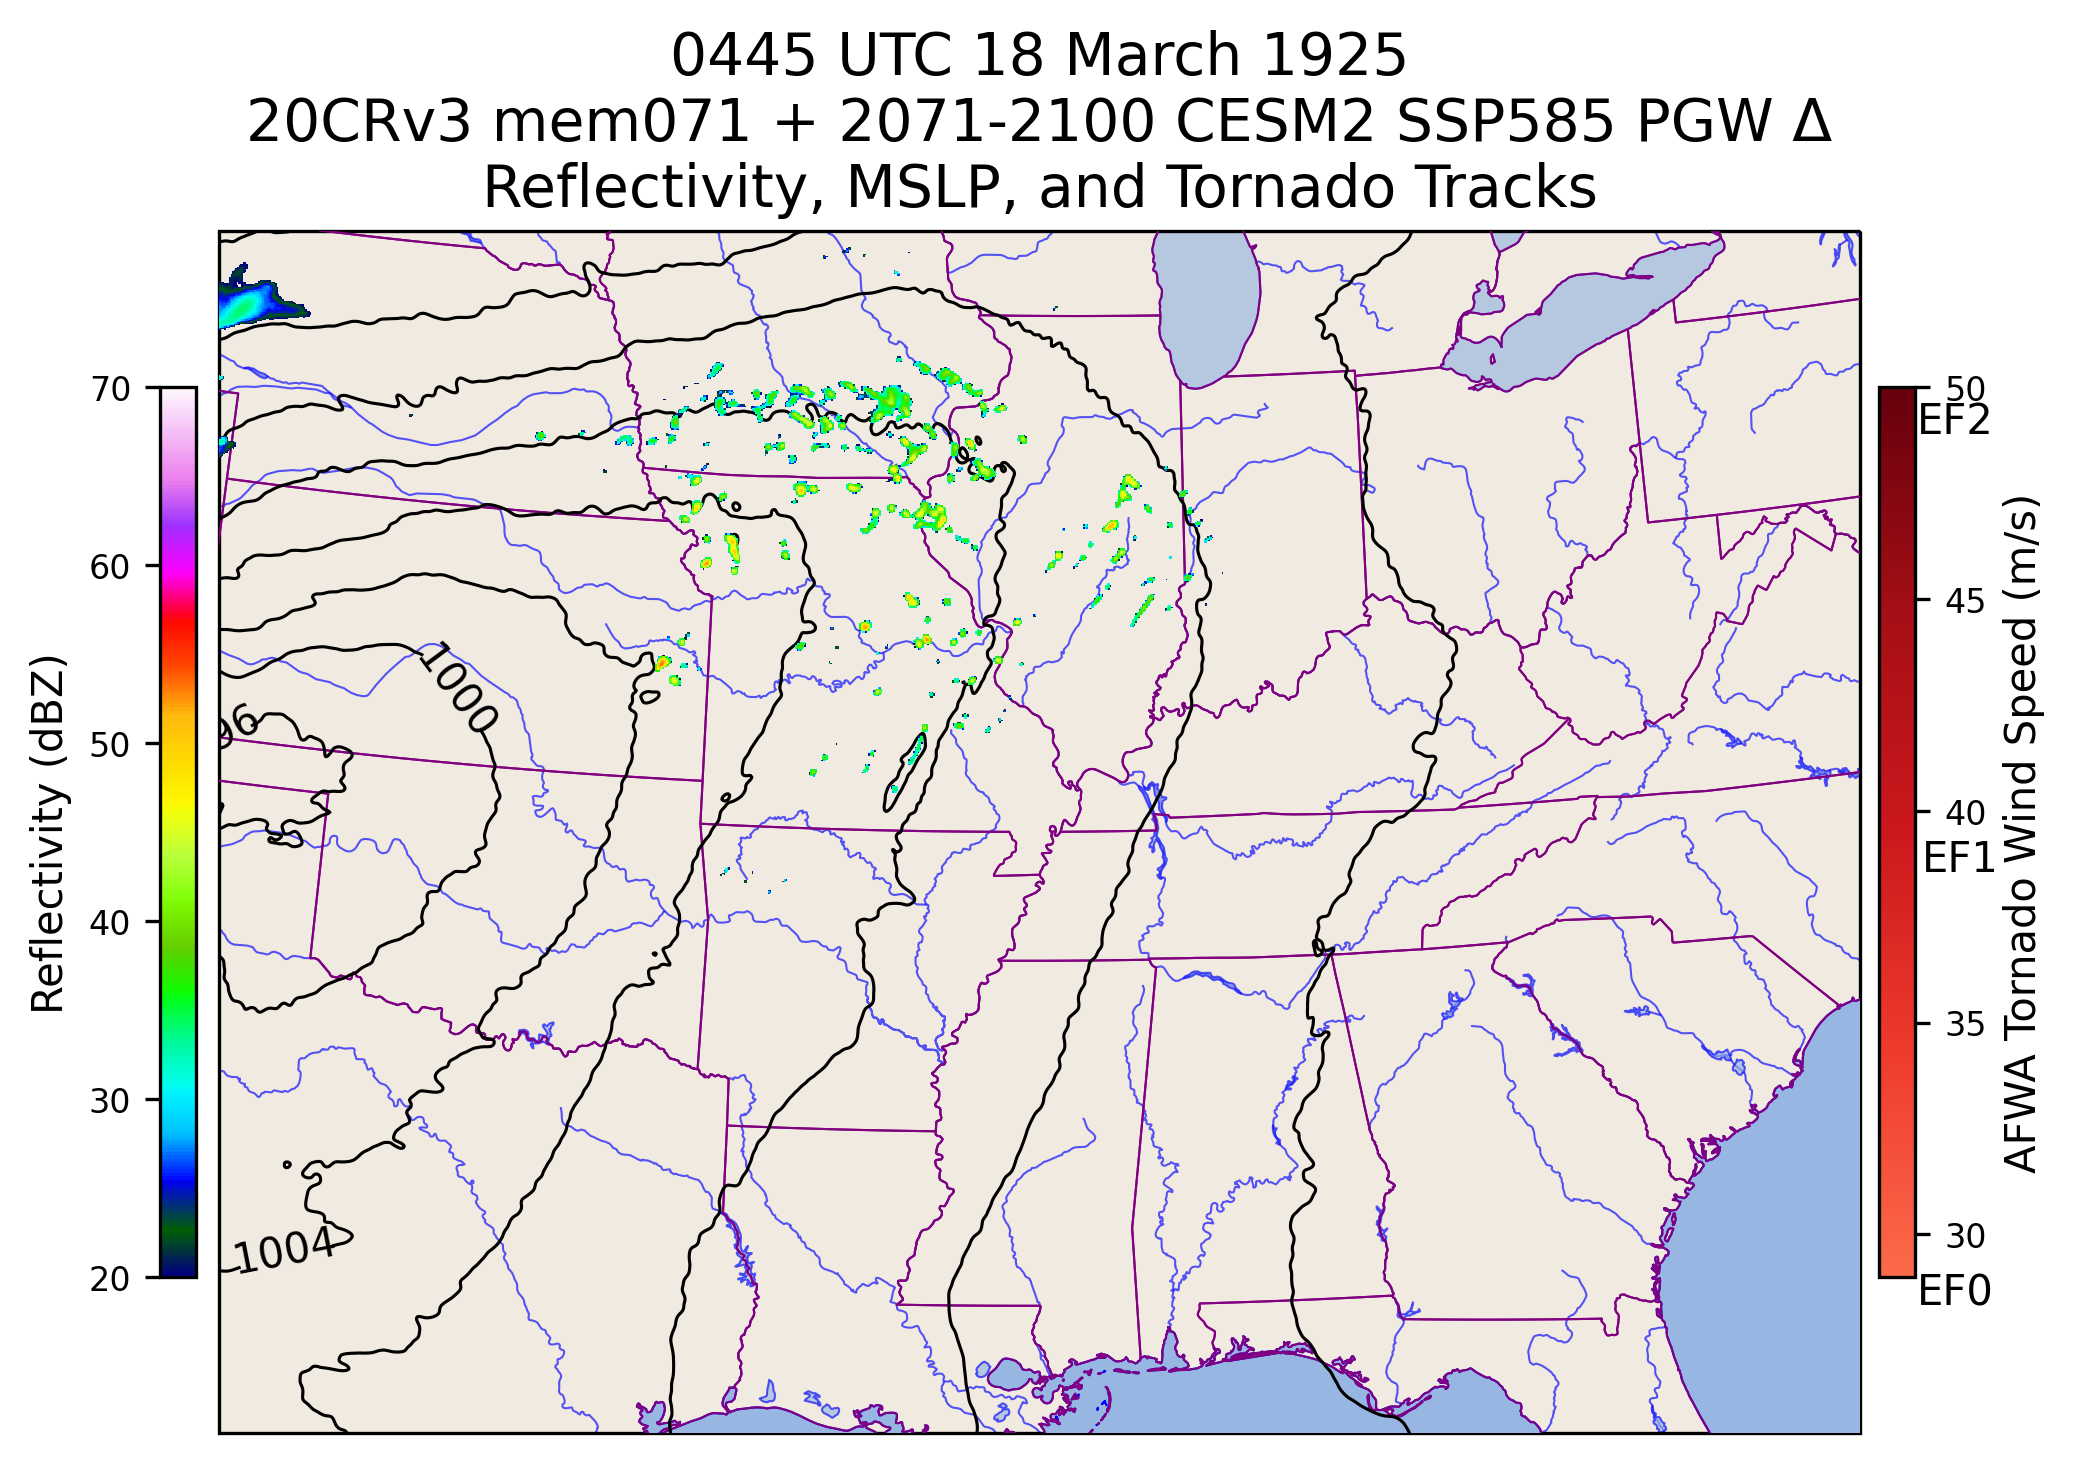 0445 UTC 18 March 1925
20CRv3 mem071 + 2071-2100 CESM2 SSP585 PGW Δ
Reflectivity, MSLP, and Tornado Tracks
70
60
50
40
30
20
Reflectivity (dBZ)
1000
96
1004
50
EF2
45
40
EF1
35
30
EF0
AFWA Tornado Wind Speed (m/s)